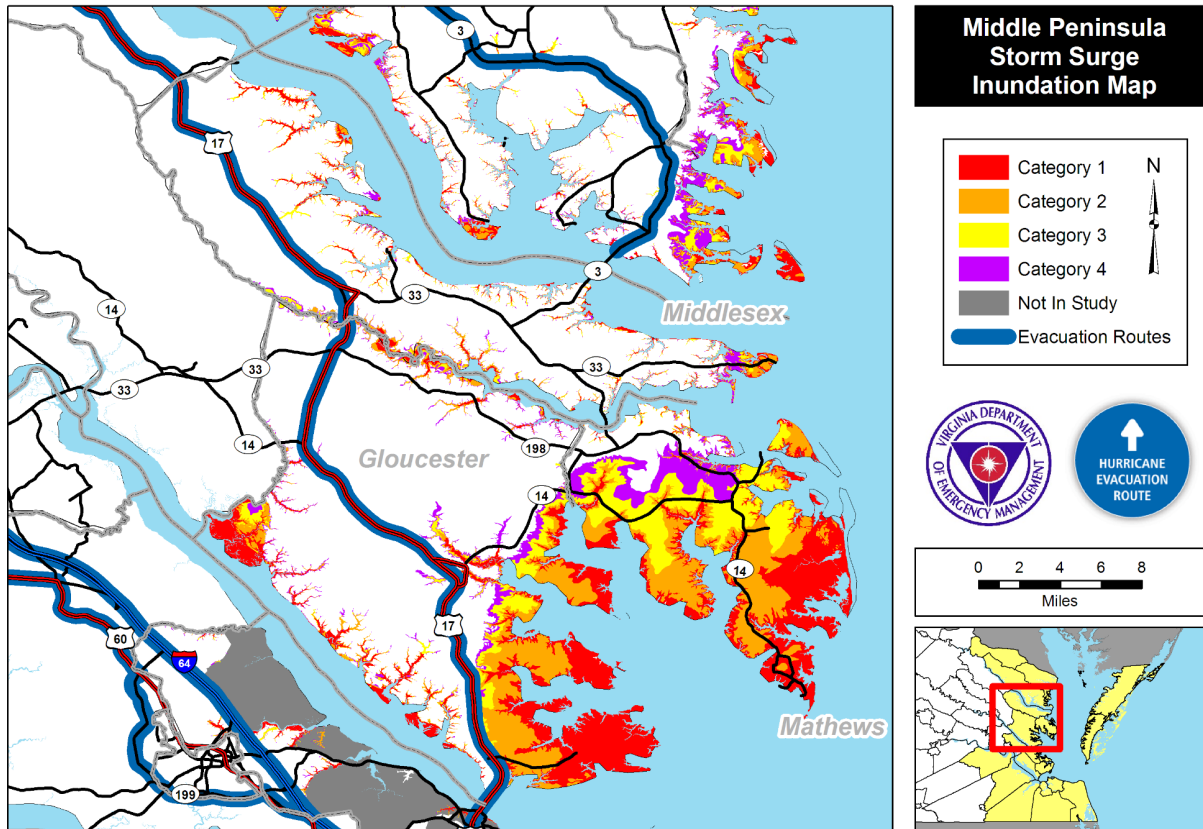 Middle Peninsula
Storm Surge
Inundation Map
Category 1
Category 2
Category 3
Category 4
Not In Study
Evacuation Routes
N
VIRGINIA DEPARTMENT
OF EMERGENCY MANAGEMENT
HURRICANE
EVACUATION
ROUTE
0 2 4 6 8
Miles
3
17
3
14
33
Middlesex
33
33
33
14
198
Gloucester
14
14
17
60
64
Mathews
199